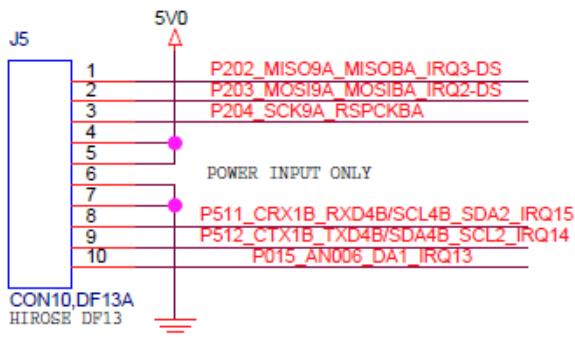 5V0
J5
1 P202_MISO9A_MISOBA_IRQ3-DS
2 P203_MOSI9A_MOSIBA_IRQ2-DS
3 P204_SCK9A_RSPCKBA
4
5
6 POWER INPUT ONLY
7
8 P511_CRX1B_RXD4B/SCL4B_SDA2_IRQ15
9 P512_CTX1B_TXD4B/SDA4B_SCL2_IRQ14
10 P015_AN006_DA1_IRQ13
CON10,DF13A
HIROSE DF13